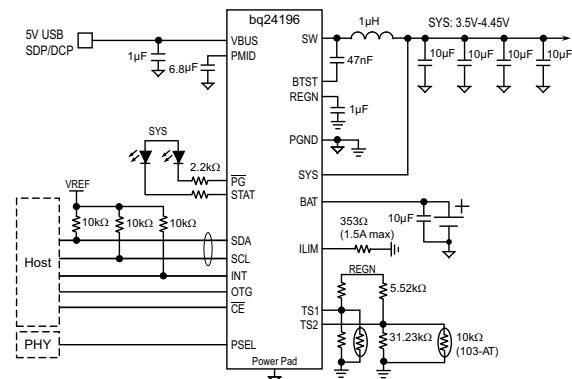 bq24196
5V USB
SDP/DCP
1µF
6.8µF
VBUS
PMID
SW
1µH
SYS: 3.5V-4.45V
47nF
10µF
10µF
10µF
10µF
BTST
REGN
1µF
PGND
SYS
SYS
2.2kΩ
PG
STAT
BAT
10µF
+
VREF
10kΩ
10kΩ
10kΩ
353Ω
(1.5A max)
ILIM
Host
SDA
SCL
INT
OTG
CE
REGN
5.52kΩ
TS1
TS2
31.23kΩ
10kΩ
(103-AT)
PHY
PSEL
Power Pad